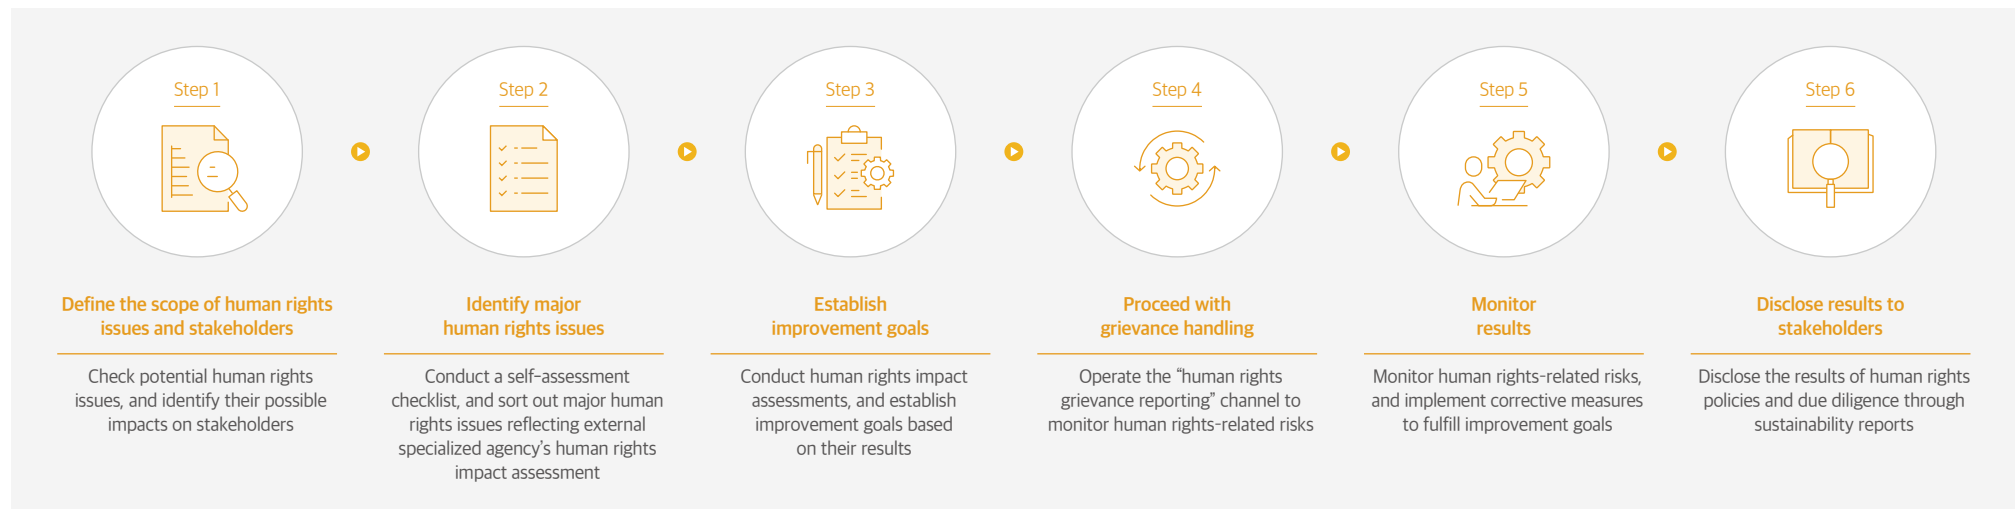 Step 1
Define the scope of human rights
issues and stakeholders
Check potential human rights
issues, and identify their possible
impacts on stakeholders
Step 2
Identify major
human rights issues
Conduct a self-assessment
checklist, and sort out major human
rights issues reflecting external
specialized agency's human rights
impact assessment
Step 3
Establish
improvement goals
Conduct human rights impact
assessments, and establish
improvement goals based
on their results
Step 4
Proceed with
grievance handling
Operate the “human rights
grievance reporting” channel to
monitor human rights-related risks
Step 5
Monitor
results
Monitor human rights-related risks,
and implement corrective measures
to fulfill improvement goals
Step 6
Disclose results to
stakeholders
Disclose the results of human rights
policies and due diligence through
sustainability reports